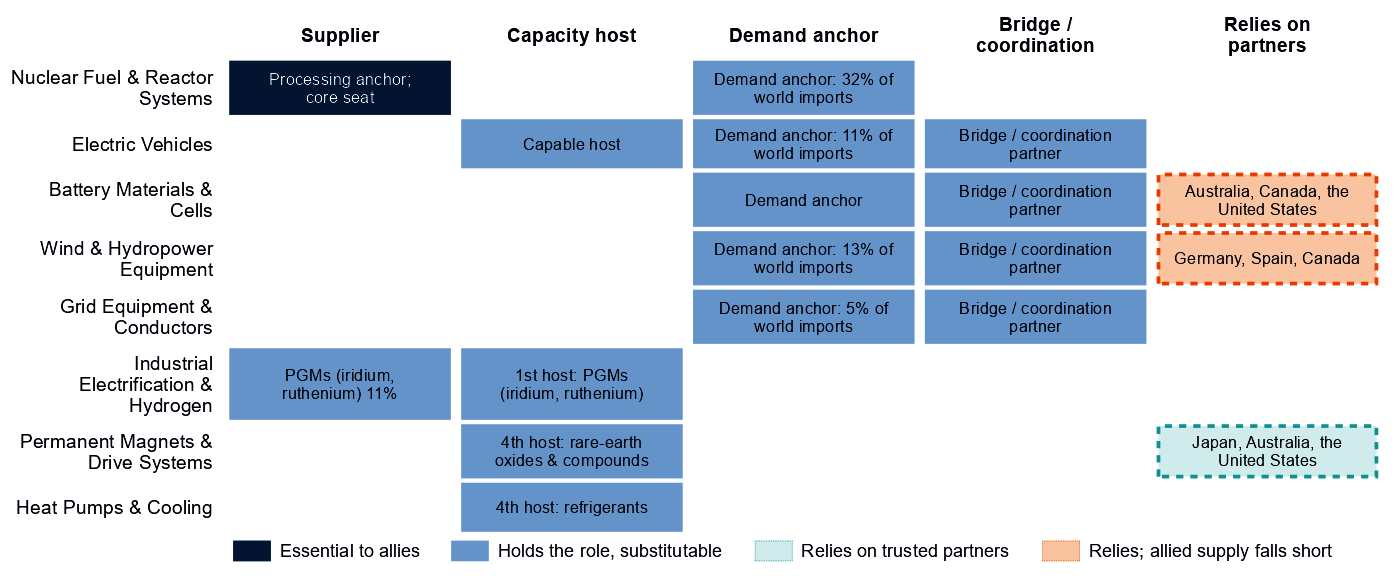 Supplier
Capacity host
Demand anchor
Bridge /
coordination
Relies on
partners
Nuclear Fuel & Reactor
Systems
Processing anchor;
core seat
Demand anchor: 32% of
world imports
Electric Vehicles
Capable host
Demand anchor: 11% of
world imports
Bridge / coordination
partner
Battery Materials &
Cells
Demand anchor
Bridge / coordination
partner
Australia, Canada, the
United States
Wind & Hydropower
Equipment
Demand anchor: 13% of
world imports
Bridge / coordination
partner
Germany, Spain, Canada
Grid Equipment &
Conductors
Demand anchor: 5% of
world imports
Bridge / coordination
partner
Industrial
Electrification &
Hydrogen
PGMs (iridium,
ruthenium) 11%
1st host: PGMs
(iridium, ruthenium)
Permanent Magnets &
Drive Systems
4th host: rare-earth
oxides & compounds
Japan, Australia, the
United States
Heat Pumps & Cooling
4th host: refrigerants
Essential to allies
Holds the role, substitutable
Relies on trusted partners
Relies; allied supply falls short